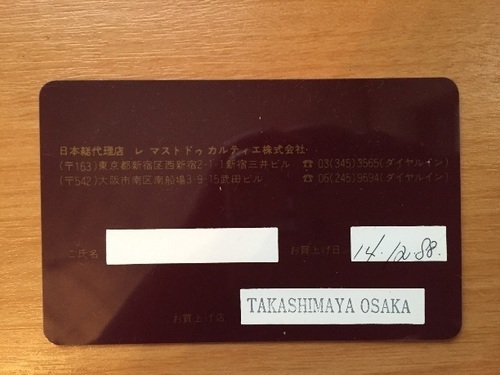 日本総代理店 レ マスト ドゥ カルティエ株式会社
(〒163)東京都新宿区西新宿2-1-1新宿三井ビル ☎ 03(345)3565(ダイヤルイン)
(〒542)大阪市南区南船場3-9-15武田ビル ☎ 06(245)9694(ダイヤルイン)
ご氏名 お買上げ日 14.12.88.
お買上げ店 TAKASHIMAYA OSAKA